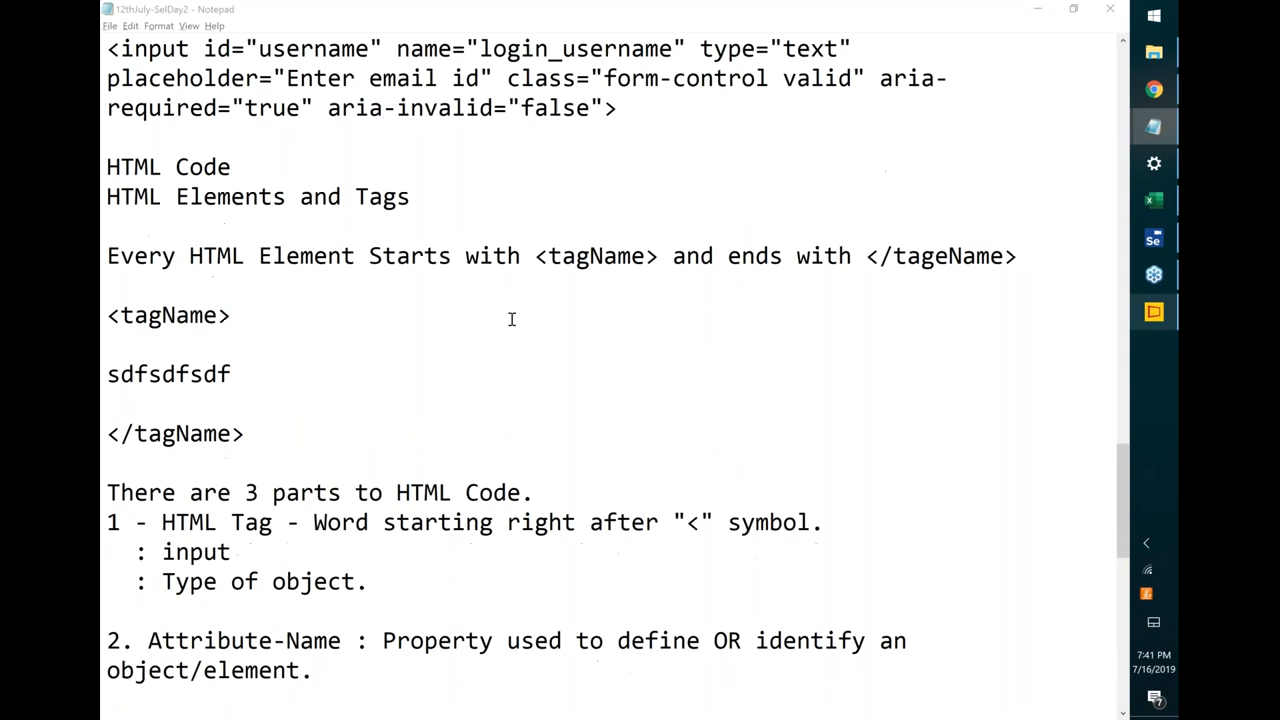 12thJuly-SelDay2 - Notepad
File Edit Format View Help
<input id="username" name="login_username" type="text"
placeholder="Enter email id" class="form-control valid" aria-
required="true" aria-invalid="false">
HTML Code
HTML Elements and Tags
Every HTML Element Starts with <tagName> and ends with </tageName>
<tagName>
sdfsdfsdf
</tagName>
There are 3 parts to HTML Code.
1 - HTML Tag - Word starting right after "<" symbol.
: input
: Type of object.
2. Attribute-Name : Property used to define OR identify an
object/element.
Se
7:41 PM
7/16/2019
7